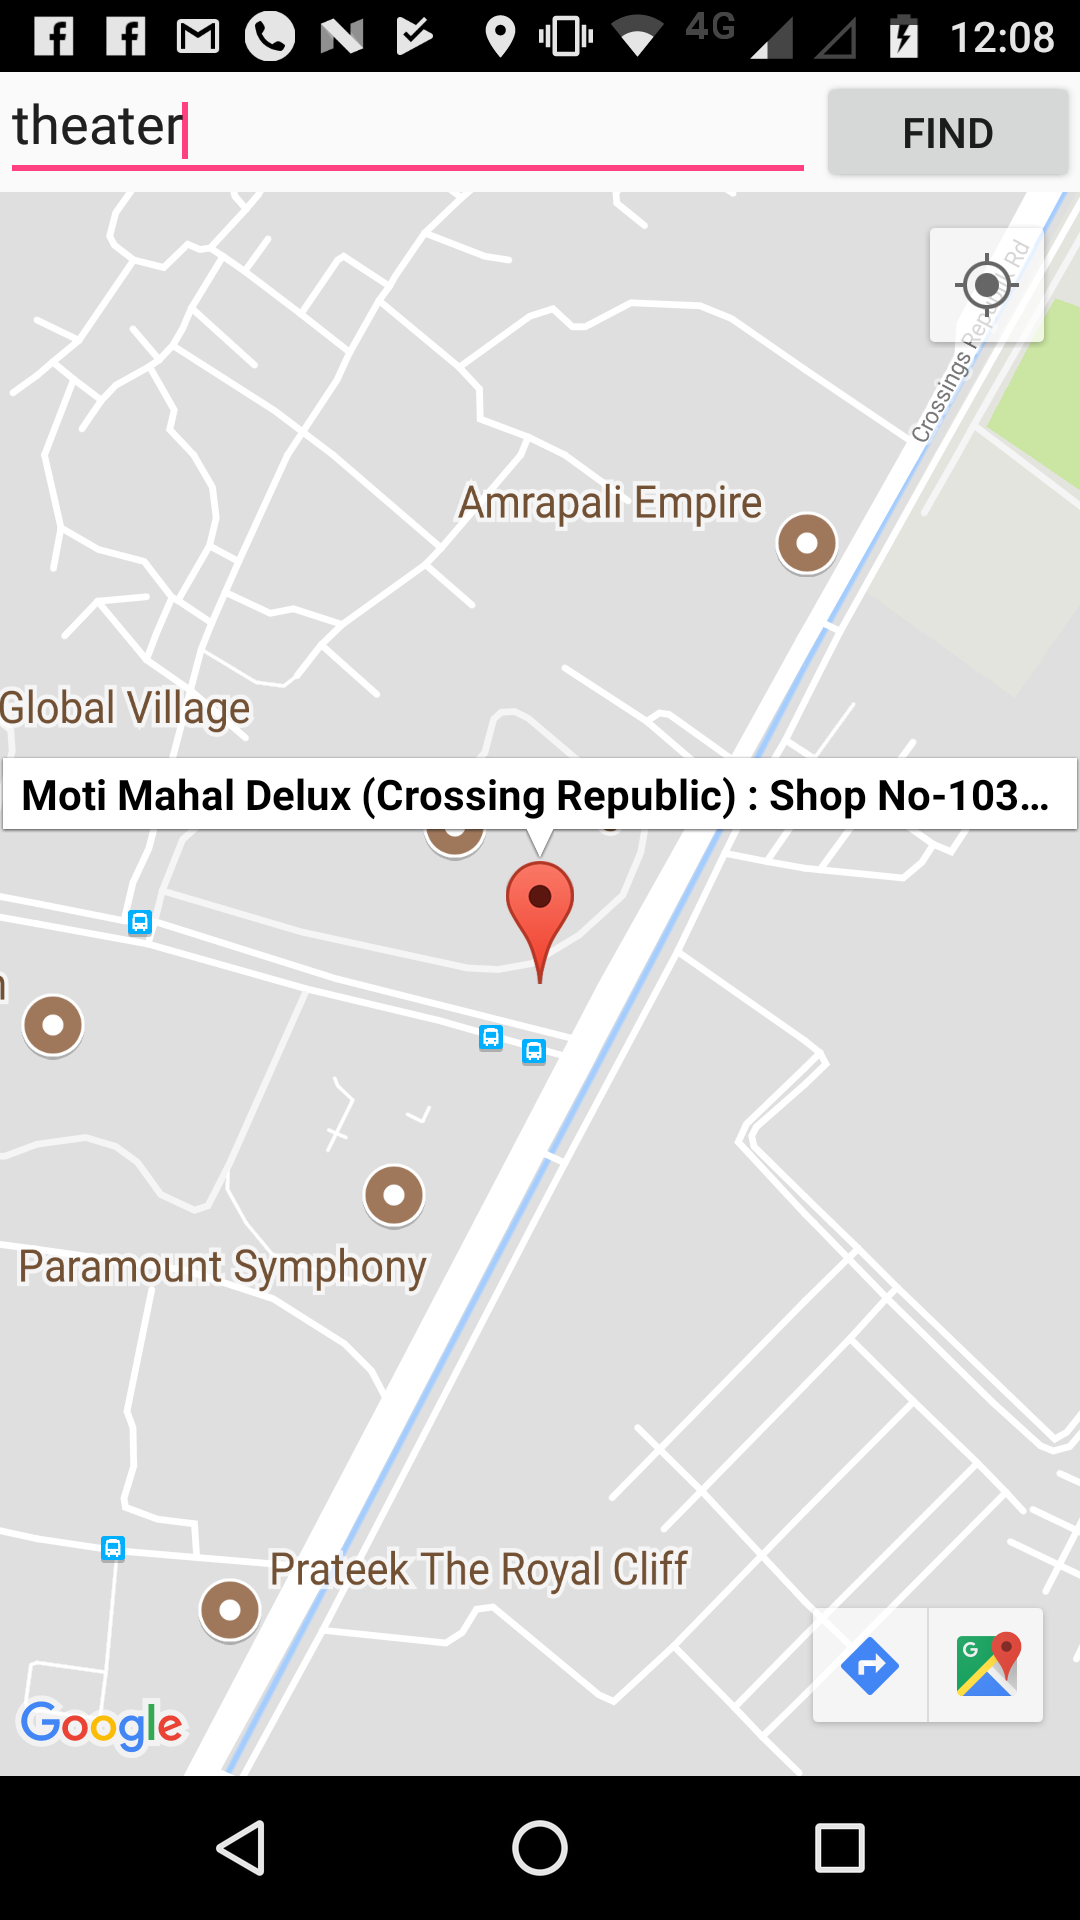 4G 12:08
theater
FIND
Crossings Republik Rd
Amrapali Empire
Global Village
Moti Mahal Delux (Crossing Republic) : Shop No-103...
Paramount Symphony
Prateek The Royal Cliff
G
Google